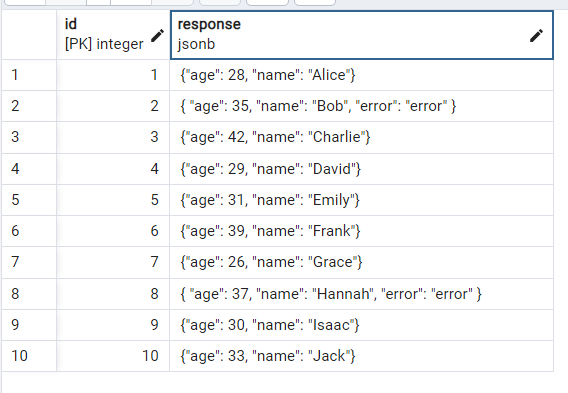 id
[PK] integer
response
jsonb
1 1 {"age": 28, "name": "Alice"}
2 2 { "age": 35, "name": "Bob", "error": "error" }
3 3 {"age": 42, "name": "Charlie"}
4 4 {"age": 29, "name": "David"}
5 5 {"age": 31, "name": "Emily"}
6 6 {"age": 39, "name": "Frank"}
7 7 {"age": 26, "name": "Grace"}
8 8 { "age": 37, "name": "Hannah", "error": "error" }
9 9 {"age": 30, "name": "Isaac"}
10 10 {"age": 33, "name": "Jack"}